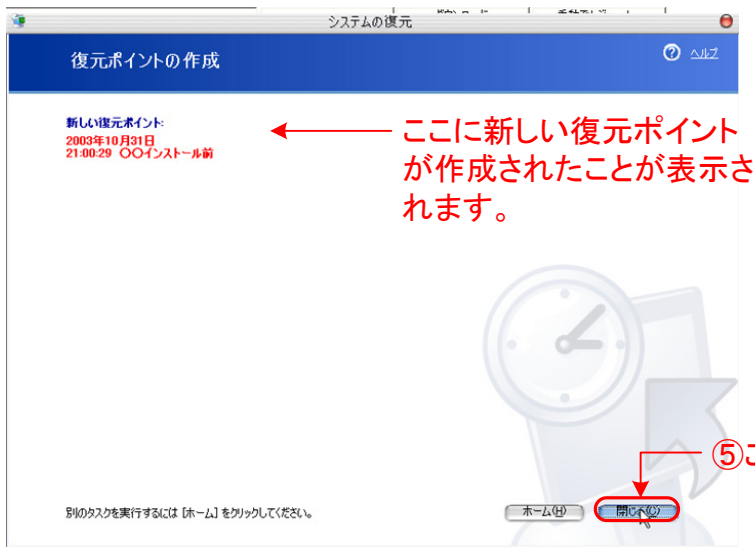 システムの復元
復元ポイントの作成
ヘルプ
新しい復元ポイント:
2003年10月31日
21:00:29 〇〇インストール前
ここに新しい復元ポイント
が作成されたことが表示さ
れます。
⑤こ
別のタスクを実行するには [ホーム] をクリックしてください。
ホーム(H)
閉じる(C)